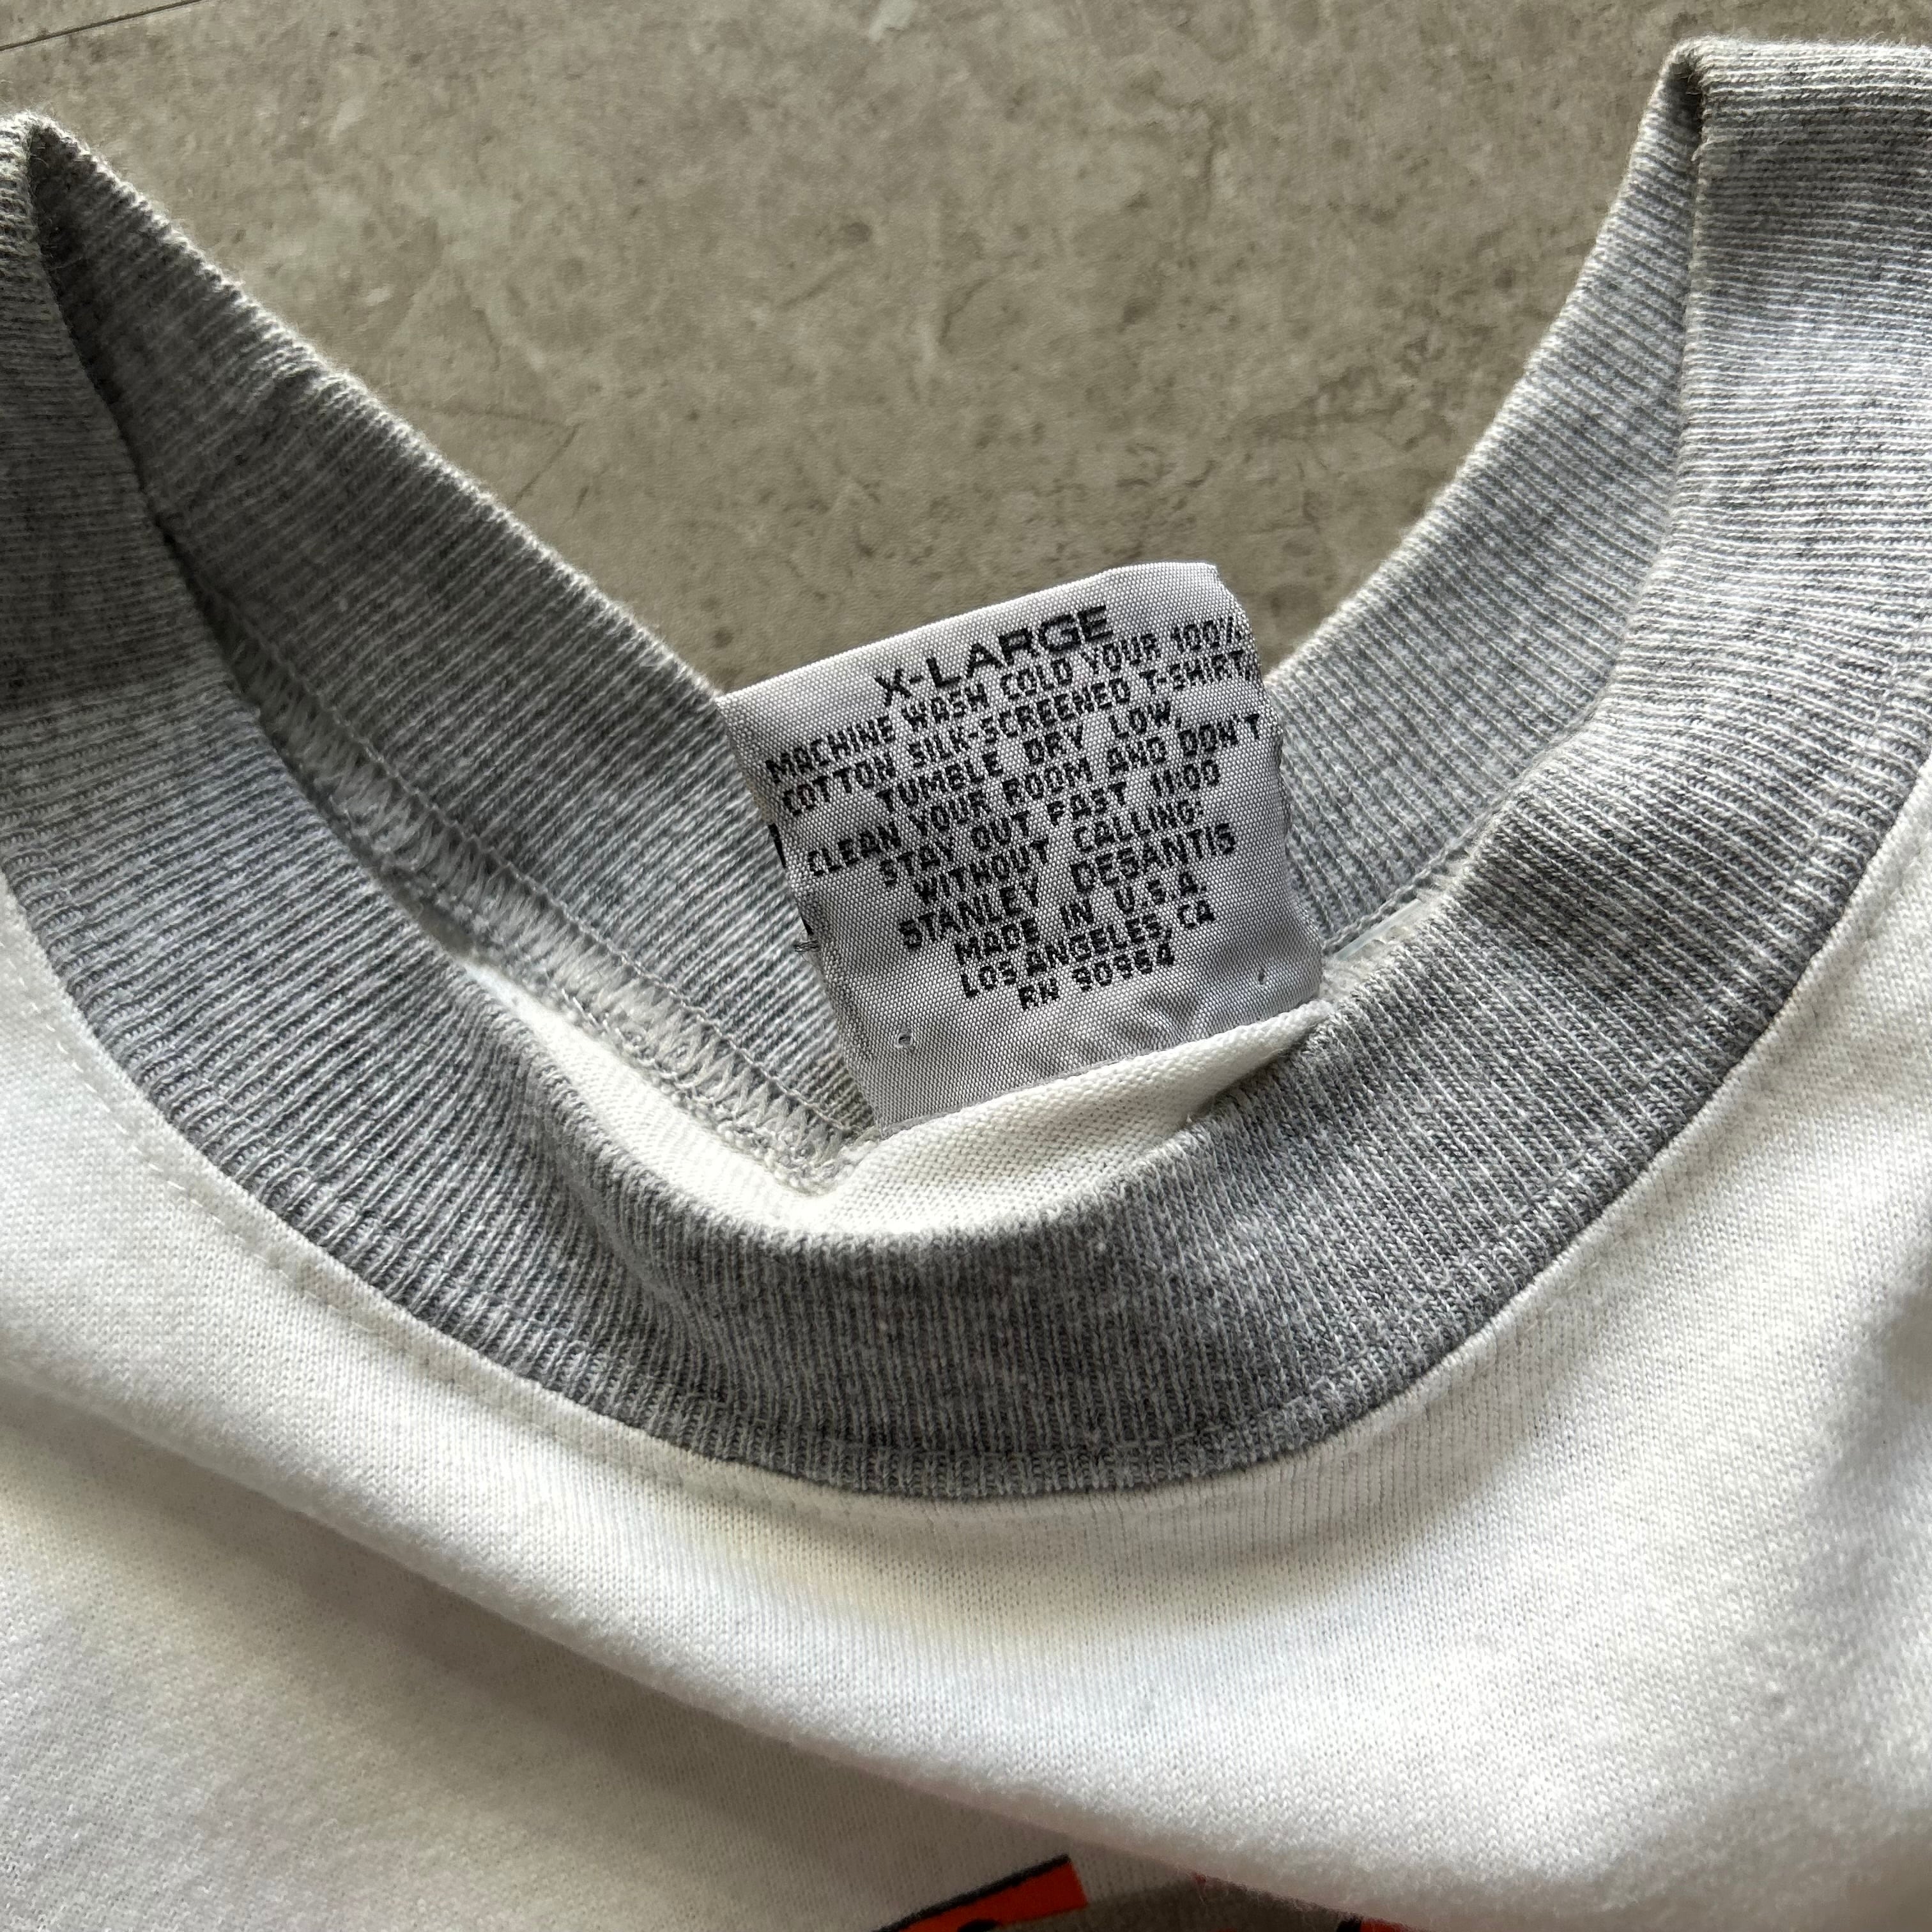 X-LARGE
MACHINE WASH COLD YOUR 100%
COTTON SILK-SCREENED T-SHIRT,
TUMBLE DRY LOW,
CLEAN YOUR ROOM AND DON'T
STAY OUT PAST 11:00
WITHOUT CALLING:
STANLEY DESANTIS
MADE IN U.S.A.
LOS ANGELES, CA
RN 90964